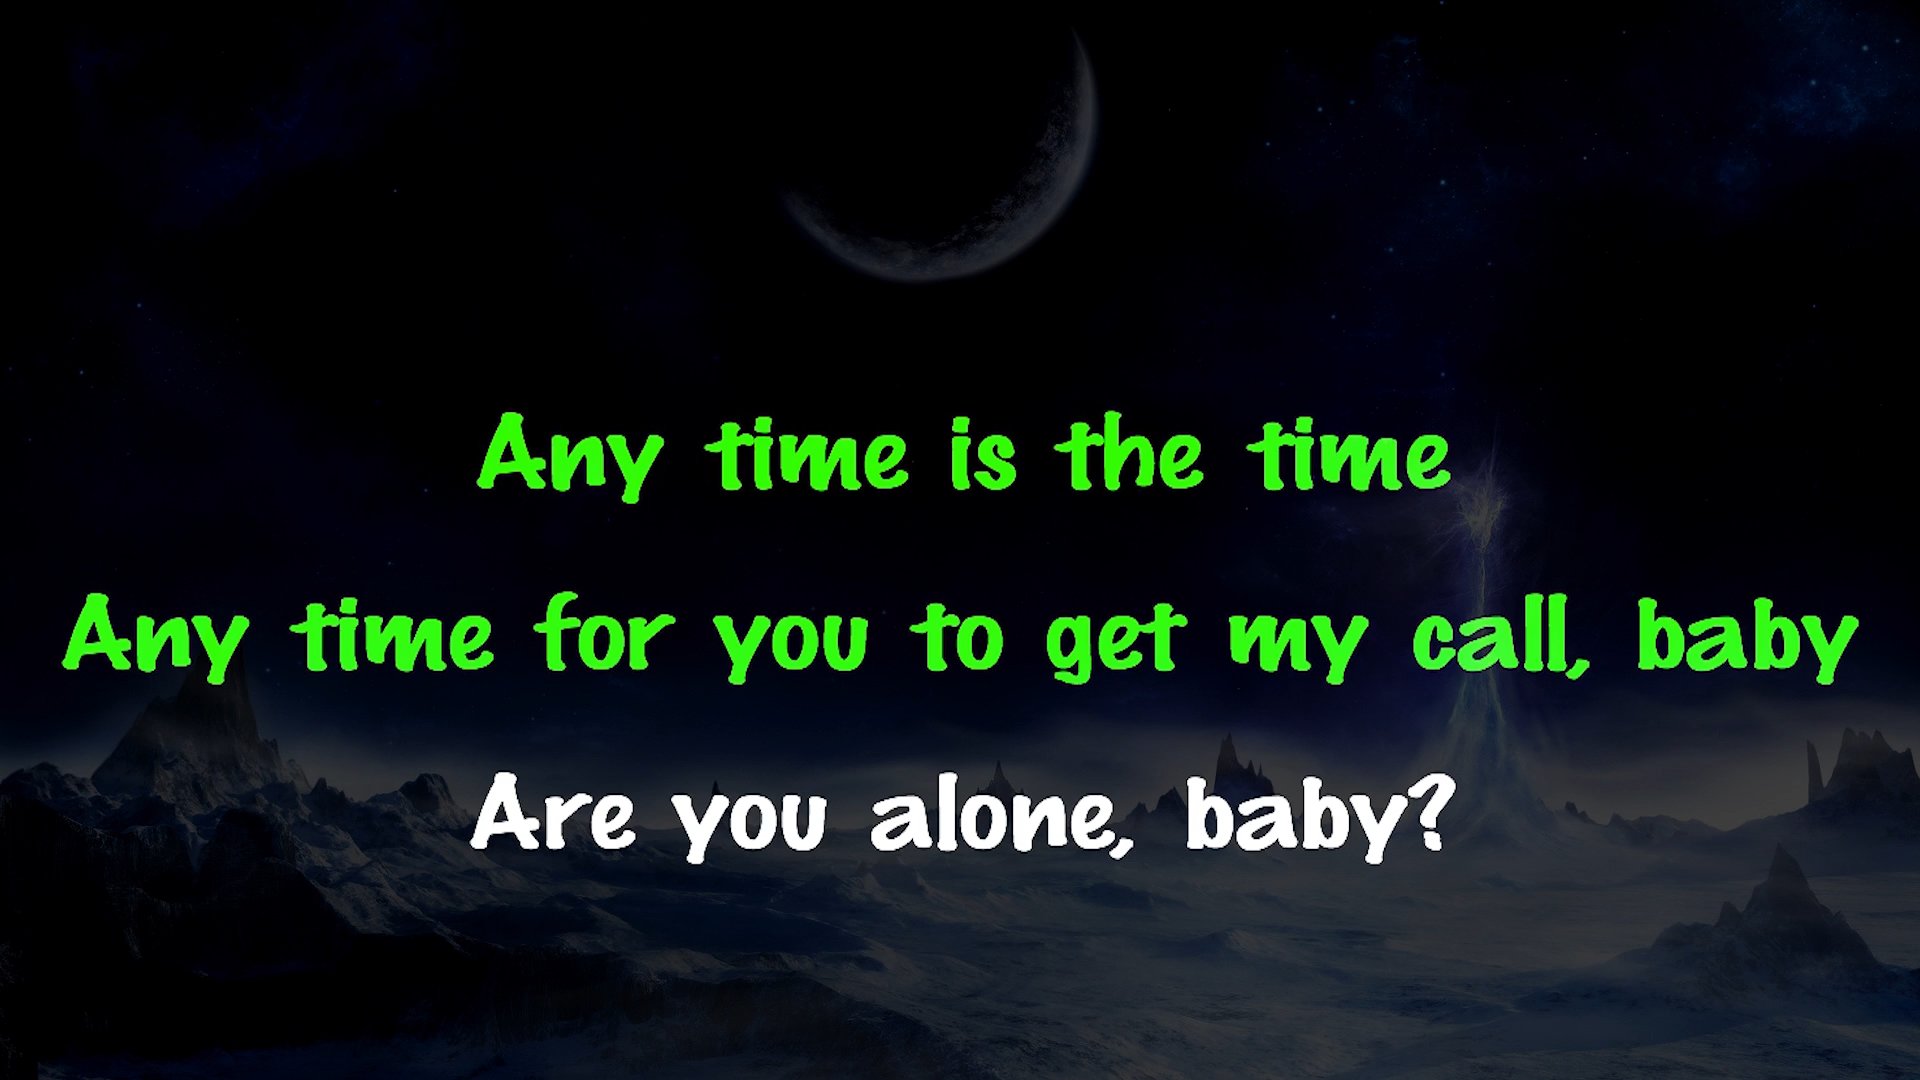 Any time is the time
Any time for you to get my call, baby
Are you alone, baby?